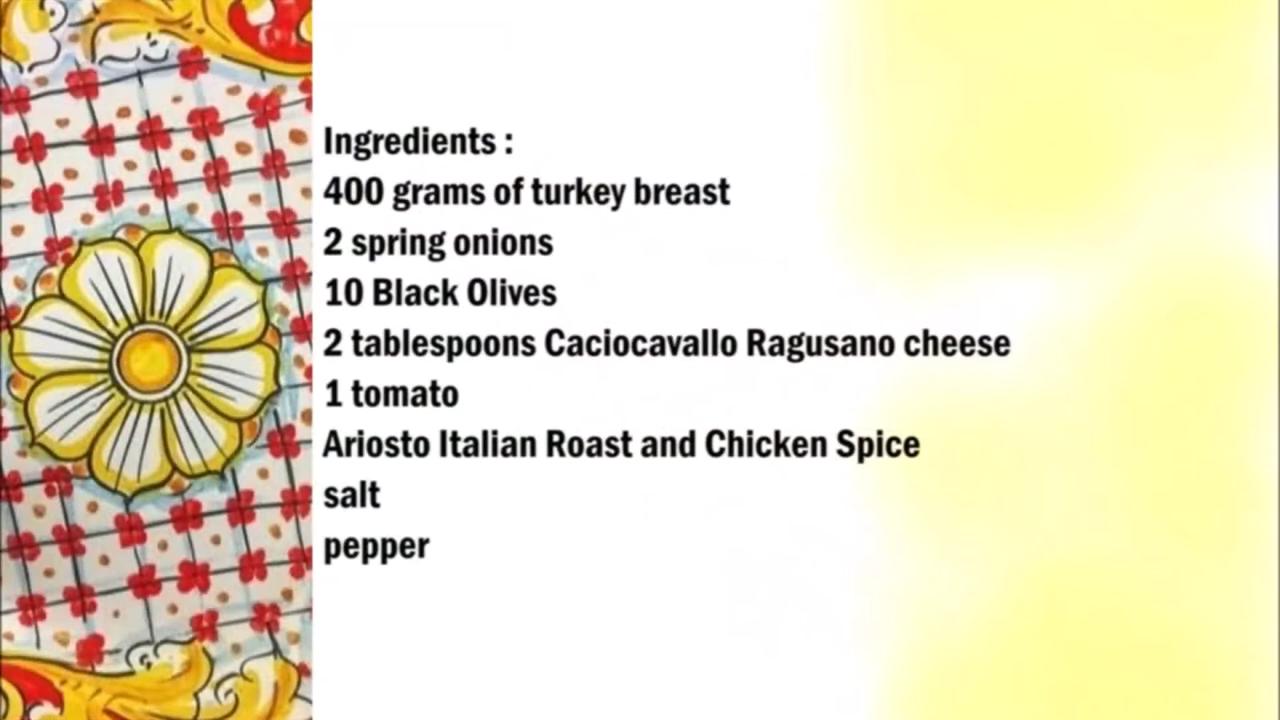 Ingredients :
400 grams of turkey breast
2 spring onions
10 Black Olives
2 tablespoons Caciocavallo Ragusano cheese
1 tomato
Ariosto Italian Roast and Chicken Spice
salt
pepper